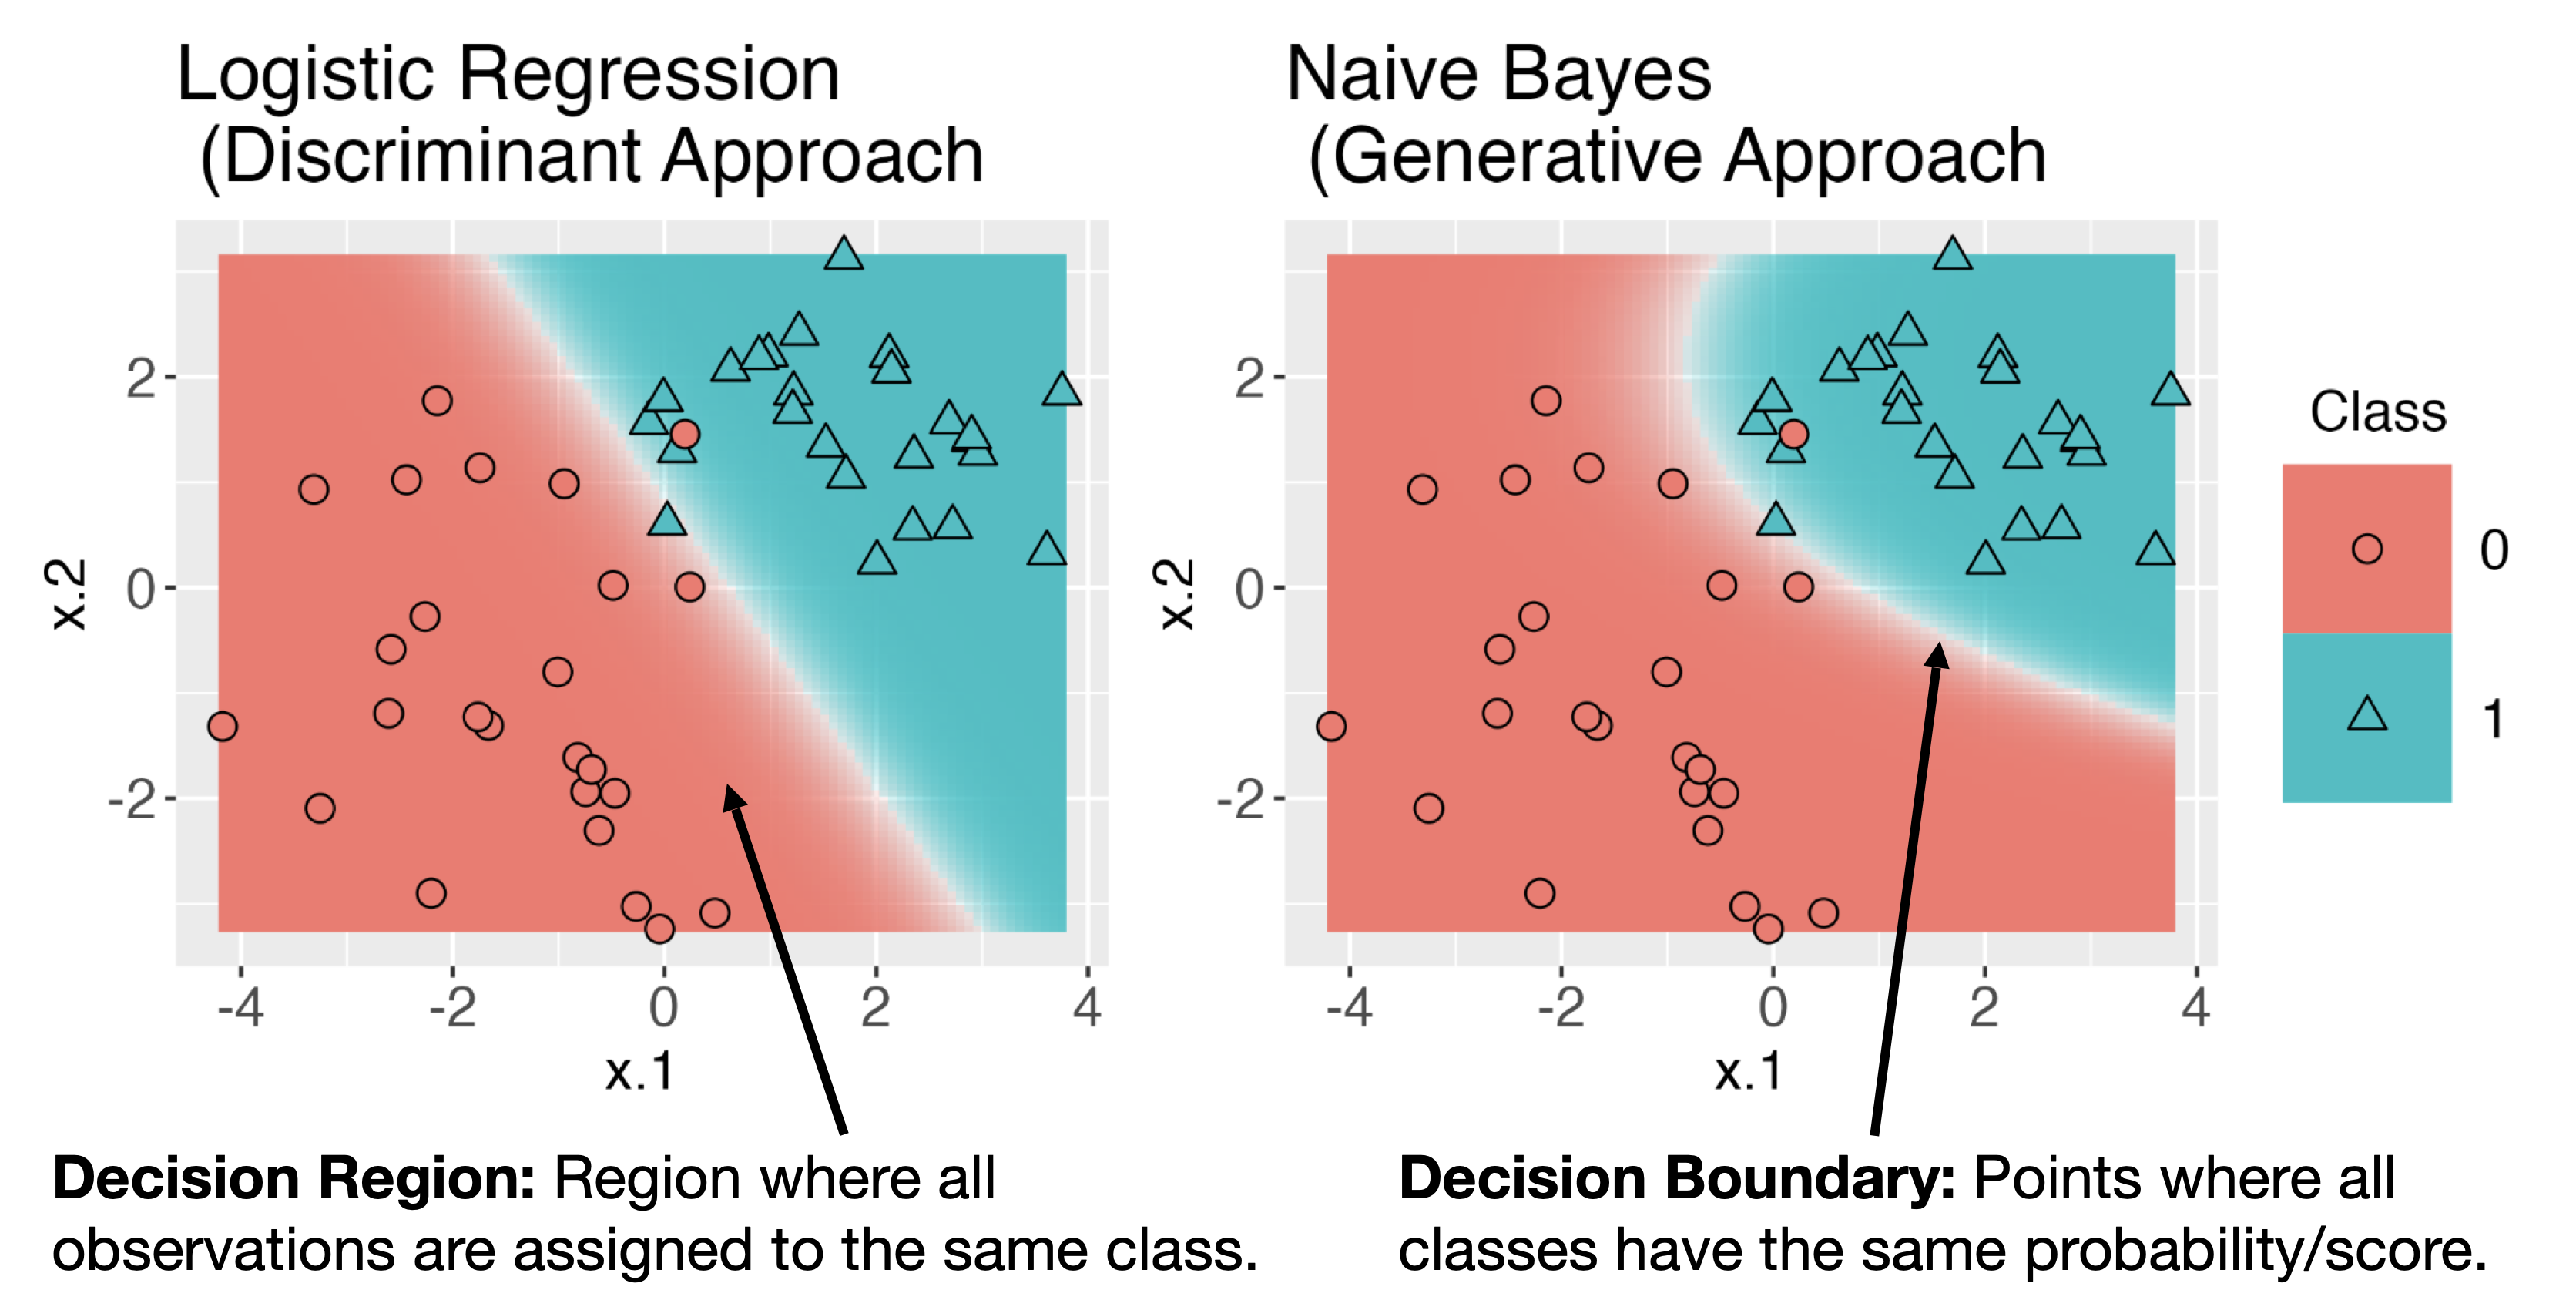 Logistic Regression
(Discriminant Approach
Naive Bayes
(Generative Approach
x.2
2
0
-2
-4 -2 0 2 4
x.1
x.2
2
0
-2
-4 -2 0 2 4
x.1
Class
0
1
Decision Region: Region where all
observations are assigned to the same class.
Decision Boundary: Points where all
classes have the same probability/score.